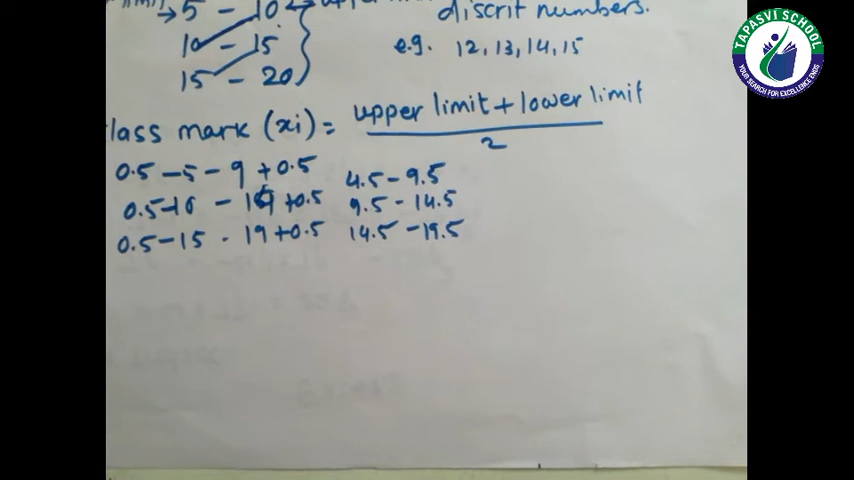 → 5 - 10
discrit numbers.
10 - 15
e.g. 12, 13, 14, 15
15 - 20
lass mark (xi) = upper limit + lower limit
2
0.5 - 5 - 9 + 0.5 4.5 - 9.5
0.5 - 10 - 14 + 0.5 9.5 - 14.5
0.5 - 15 - 19 + 0.5 14.5 - 19.5
TAPASVI SCHOOL
YOUR SEARCH FOR EXCELLENCE ENDS